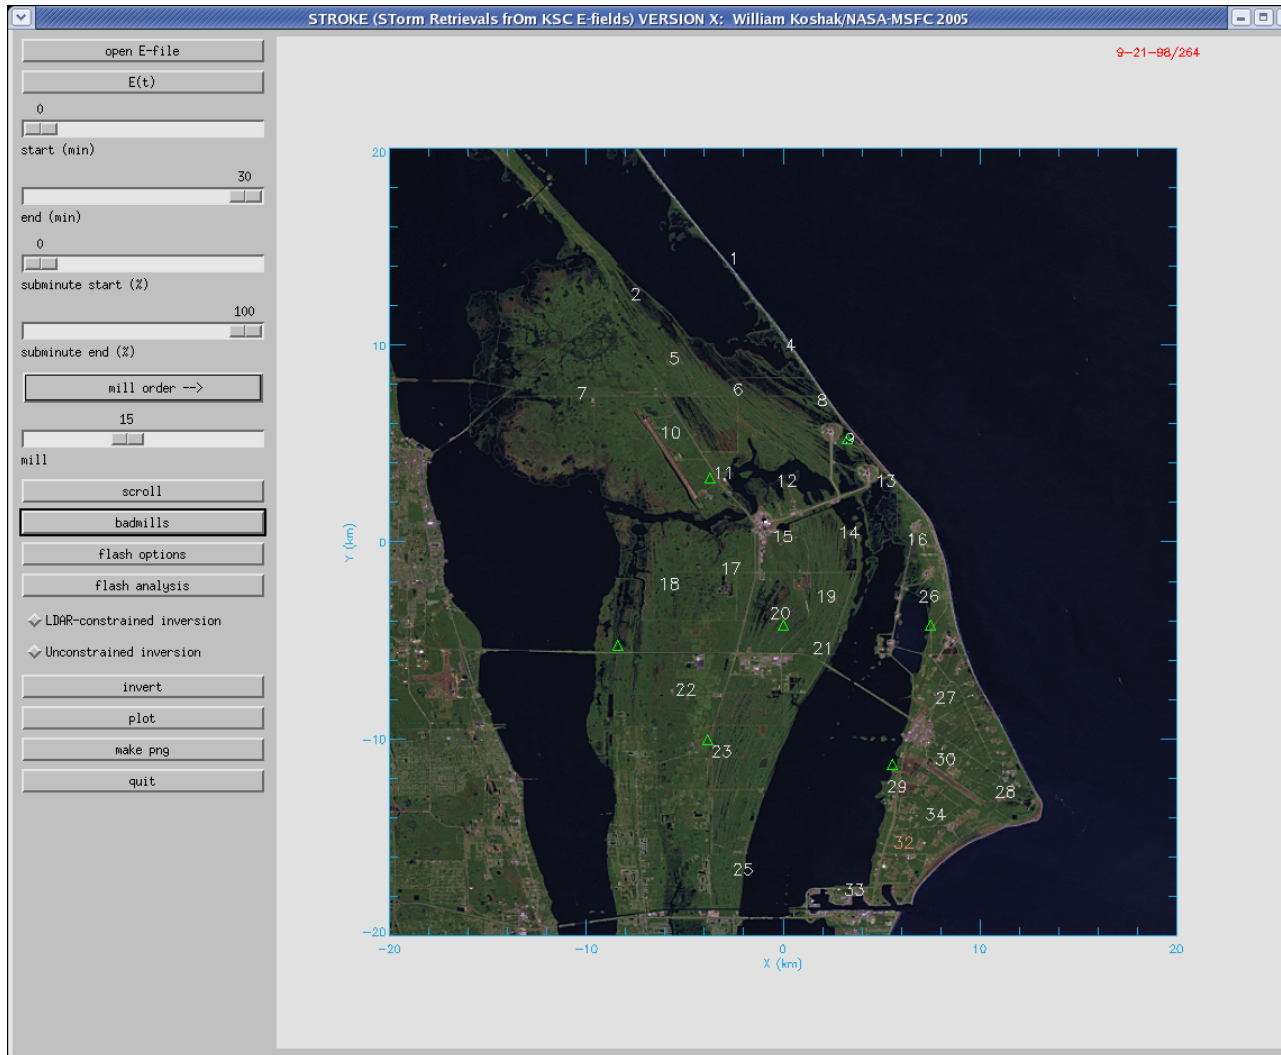 STROKE (STorm Retrievals frOm KSC E-fields) VERSION X: William Koshak/NASA-MSFC 2005
open E-file
E(t)
0
start (min)
30
end (min)
0
subminute start (%)
100
subminute end (%)
mill order -->
15
mill
scroll
badmills
flash options
flash analysis
LDAR-constrained inversion
Unconstrained inversion
invert
plot
make png
quit
9-21-98/264
20
10
0
-10
-20
Y (km)
1
2
4
5
6
7
8
9
10
11
12
13
14
15
16
17
18
19
20
21
22
23
25
26
27
28
29
30
32
33
34
-20
-10
0
10
20
X (km)